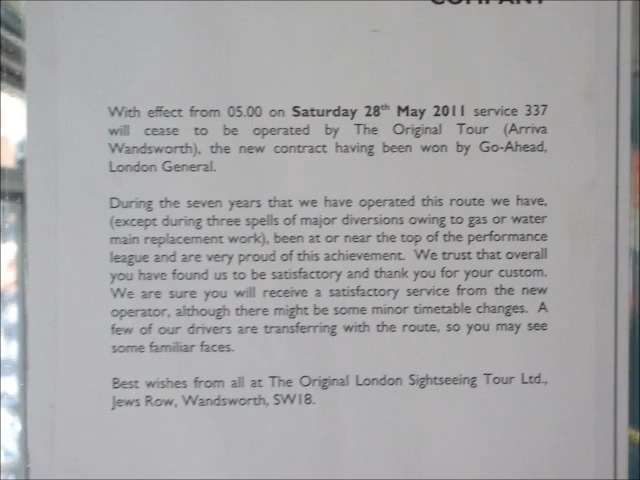 COMPANY
With effect from 05.00 on Saturday 28th May 2011 service 337
will cease to be operated by The Original Tour (Arriva
Wandsworth), the new contract having been won by Go-Ahead,
London General.
During the seven years that we have operated this route we have,
(except during three spells of major diversions owing to gas or water
main replacement work), been at or near the top of the performance
league and are very proud of this achievement. We trust that overall
you have found us to be satisfactory and thank you for your custom.
We are sure you will receive a satisfactory service from the new
operator, although there might be some minor timetable changes. A
few of our drivers are transferring with the route, so you may see
some familiar faces.
Best wishes from all at The Original London Sightseeing Tour Ltd.,
Jews Row, Wandsworth, SW18.